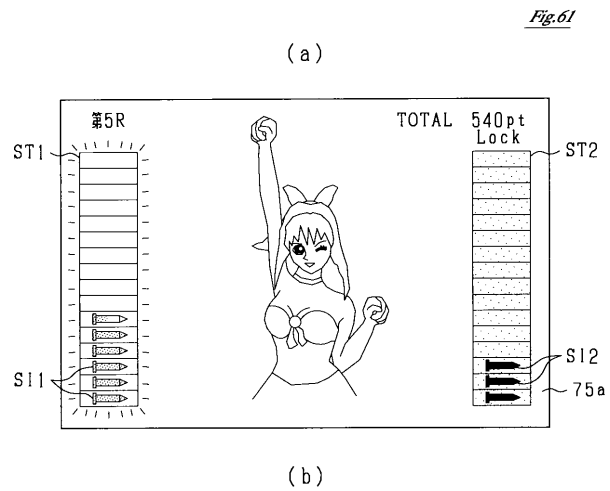 Fig.61
(a)
第5R
TOTAL 540pt
Lock
ST1
ST2
SI1
SI2
75a
(b)